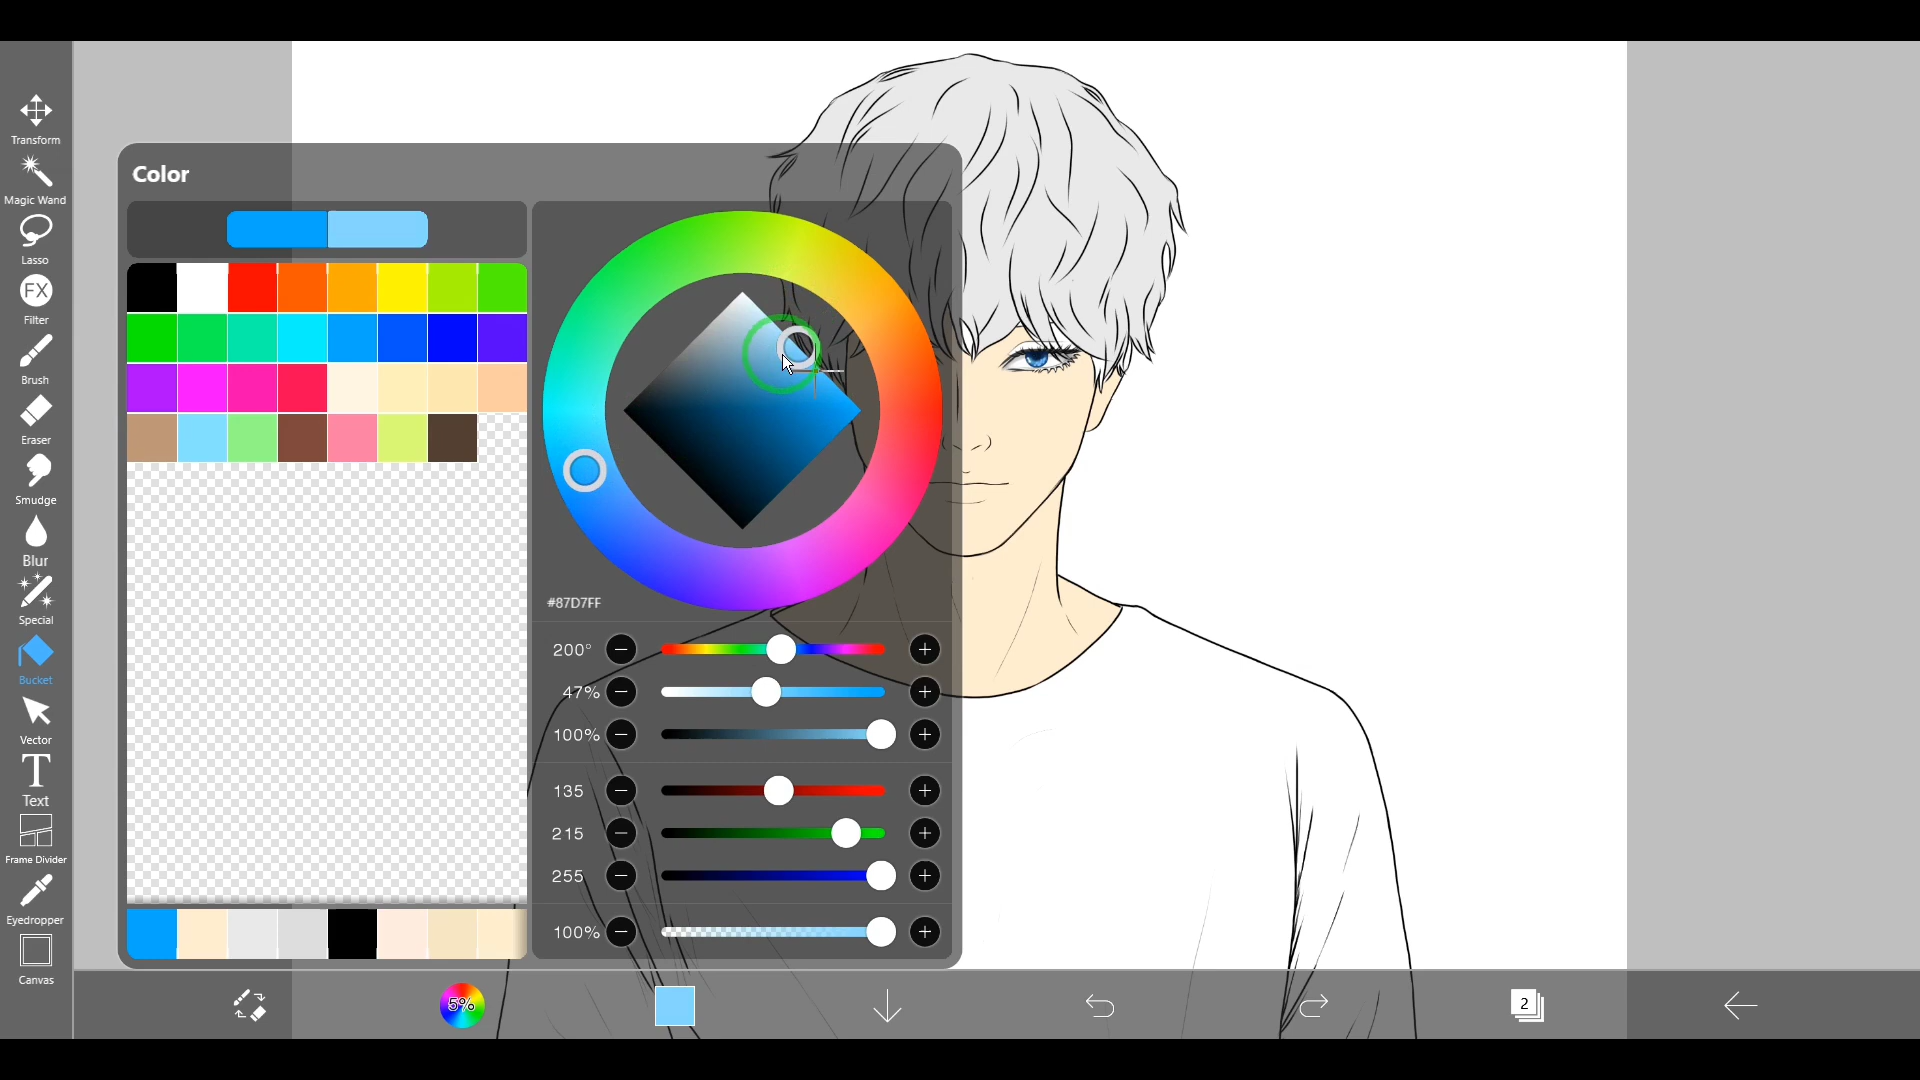 Transform
Magic Wand
Lasso
FX
Filter
Brush
Eraser
Smudge
Blur
Special
Bucket
Vector
T
Text
Frame Divider
Eyedropper
Canvas
Color
#87D7FF
200°
47%
100%
135
215
255
100%
5%
2